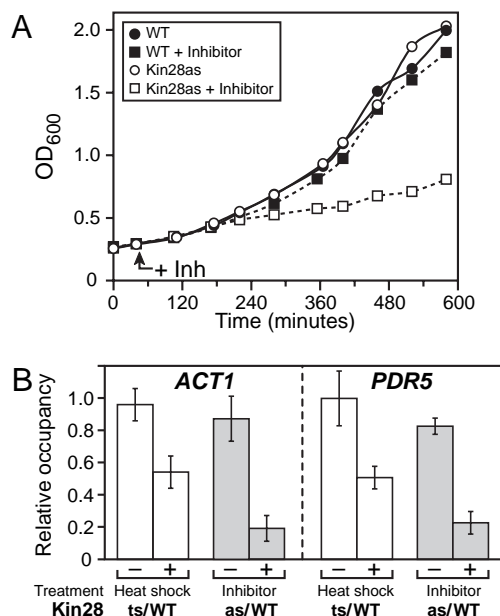 A
2.0
1.5
1.0
0.5
0
OD600
WT
WT + Inhibitor
Kin28as
Kin28as + Inhibitor
+ Inh
0 120 240 360 480 600
Time (minutes)
B
ACT1 PDR5
1.0
0.8
0.6
0.4
0.2
0
Relative occupancy
– + – + – + – +
Treatment Heat shock Inhibitor Heat shock Inhibitor
Kin28 ts/WT as/WT ts/WT as/WT